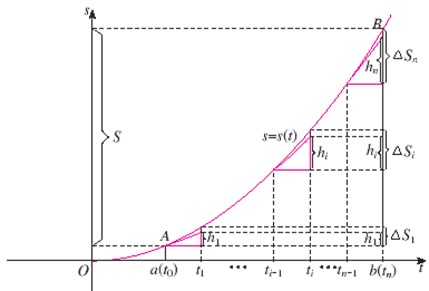 s
B
h_n
ΔS_n
S
s=s(t)
h_i
h_i
ΔS_i
A
h_1
h_1
ΔS_1
O
a(t_0) t_1 ··· t_{i-1} t_i ··· t_{n-1} b(t_n) t